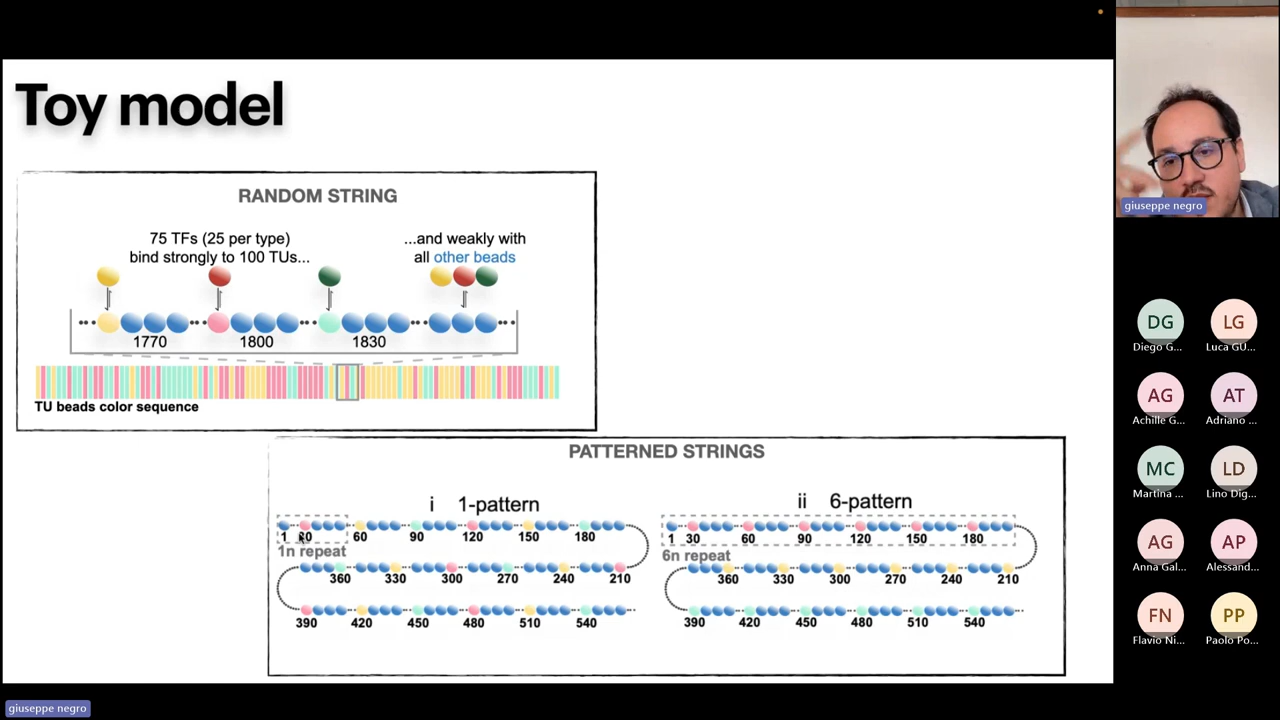 Toy model
RANDOM STRING
75 TFs (25 per type)
bind strongly to 100 TUs...
...and weakly with
all other beads
1770
1800
1830
TU beads color sequence
PATTERNED STRINGS
i 1-pattern
1 30 60 90 120 150 180
1n repeat
360 330 300 270 240 210
390 420 450 480 510 540
ii 6-pattern
1 30 60 90 120 150 180
6n repeat
360 330 300 270 240 210
390 420 450 480 510 540
giuseppe negro
DG
Diego G...
LG
Luca GU...
AG
Achille G...
AT
Adriano ...
MC
Martina ...
LD
Lino Dig...
AG
Anna Gal...
AP
Alessand...
FN
Flavio Ni...
PP
Paolo Po...
giuseppe negro